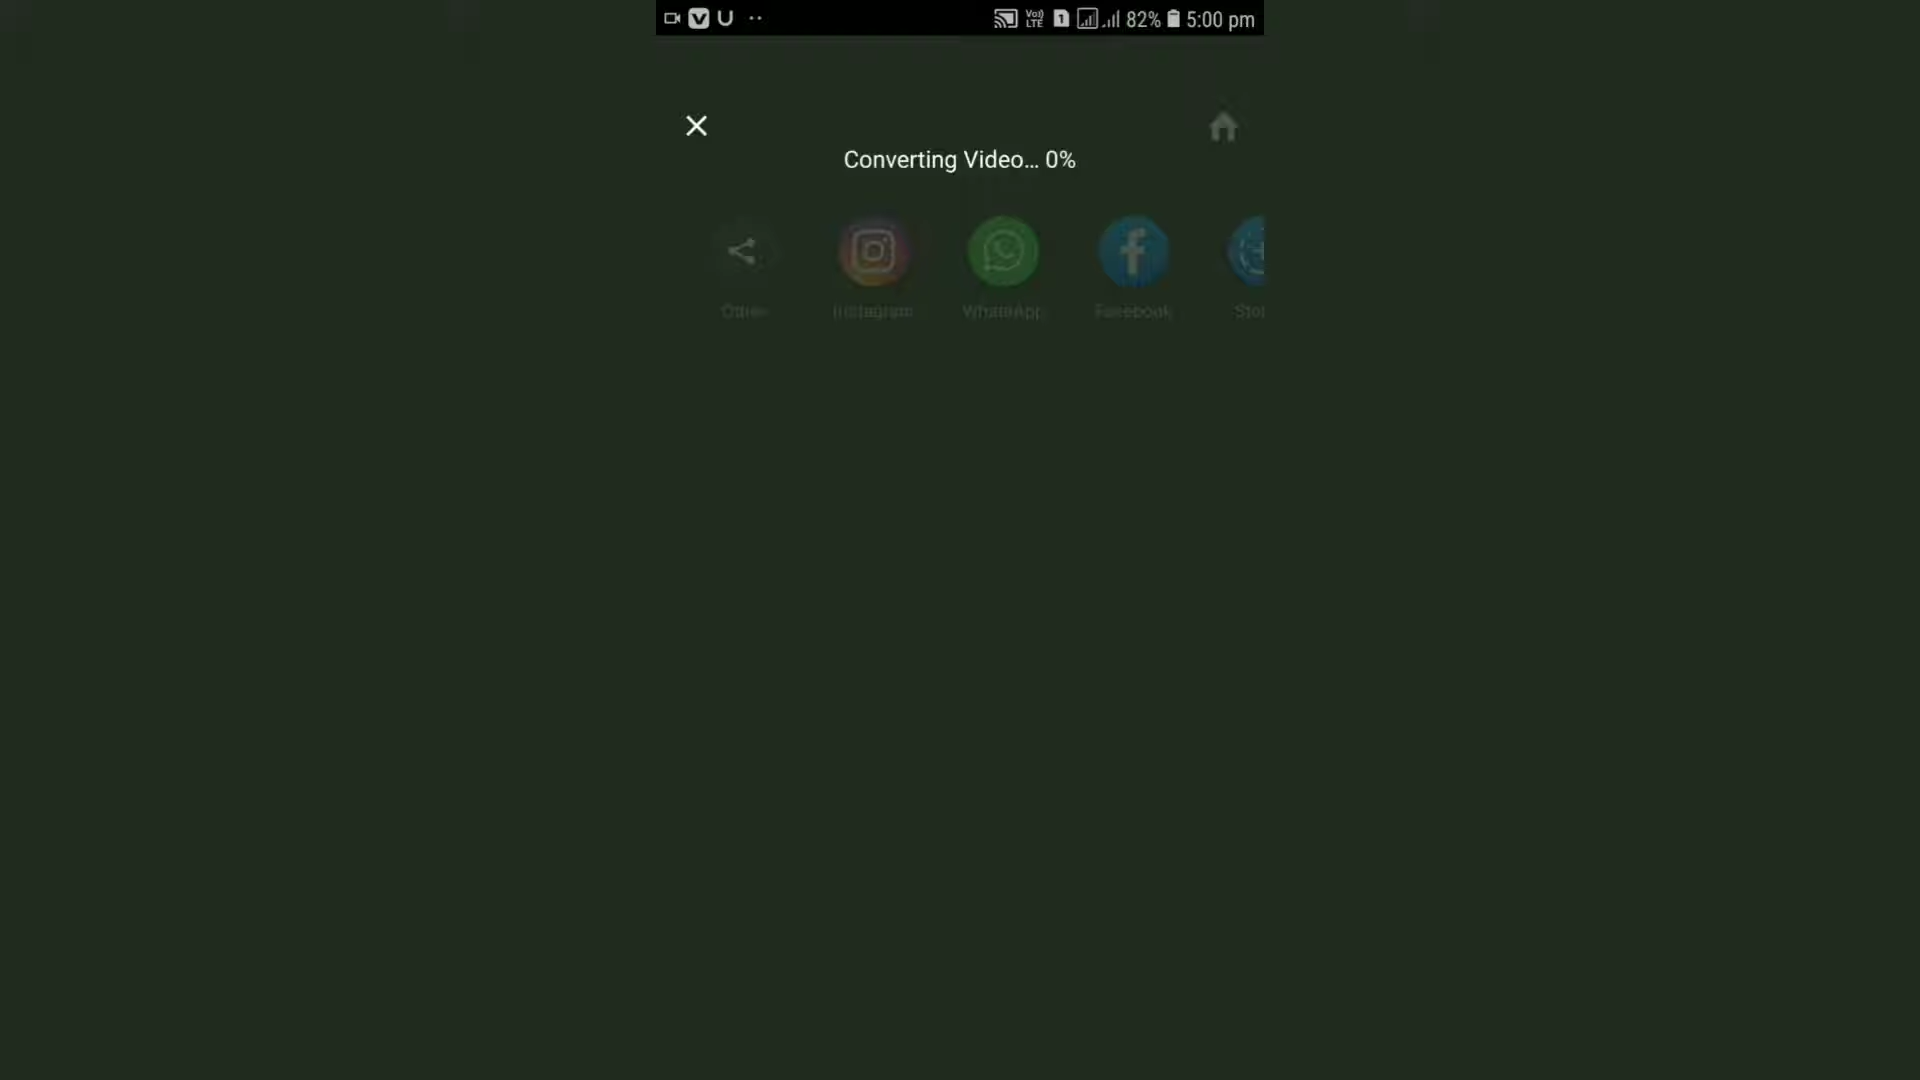 82% 5:00 pm
Converting Video... 0%
Other Instagram WhatsApp Facebook